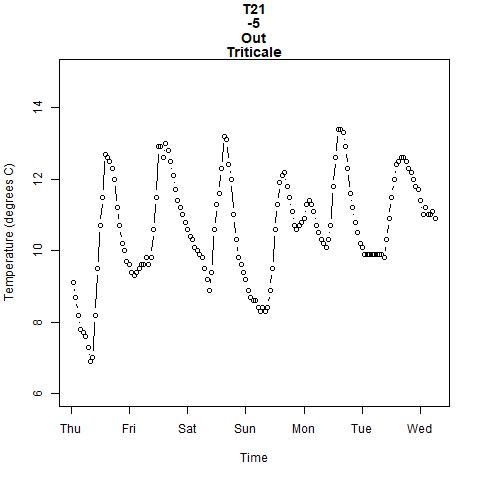 T21
-5
Out
Triticale
Temperature (degrees C)
14
12
10
8
6
Thu Fri Sat Sun Mon Tue Wed
Time